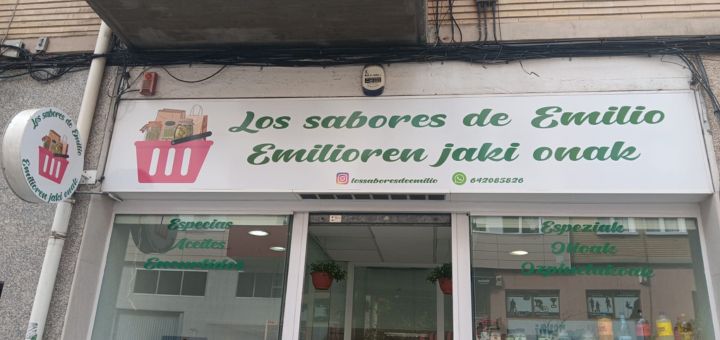 Los sabores de Emilio
Emilioren jaki onak
lossaboresdeemilio
642085826
Los sabores de Emilio
Emilioren jaki onak
Especias
Aceites
Encurtidos
Espeziak
Olioak
Ozpinetakoak